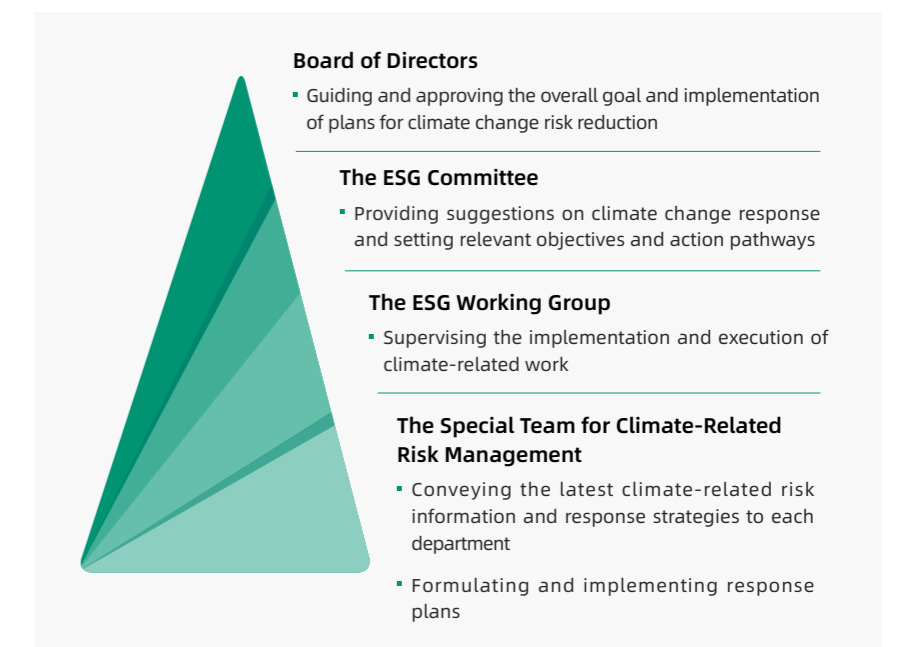 Board of Directors
▪ Guiding and approving the overall goal and implementation
of plans for climate change risk reduction
The ESG Committee
▪ Providing suggestions on climate change response
and setting relevant objectives and action pathways
The ESG Working Group
▪ Supervising the implementation and execution of
climate-related work
The Special Team for Climate-Related
Risk Management
▪ Conveying the latest climate-related risk
information and response strategies to each
department
▪ Formulating and implementing response
plans